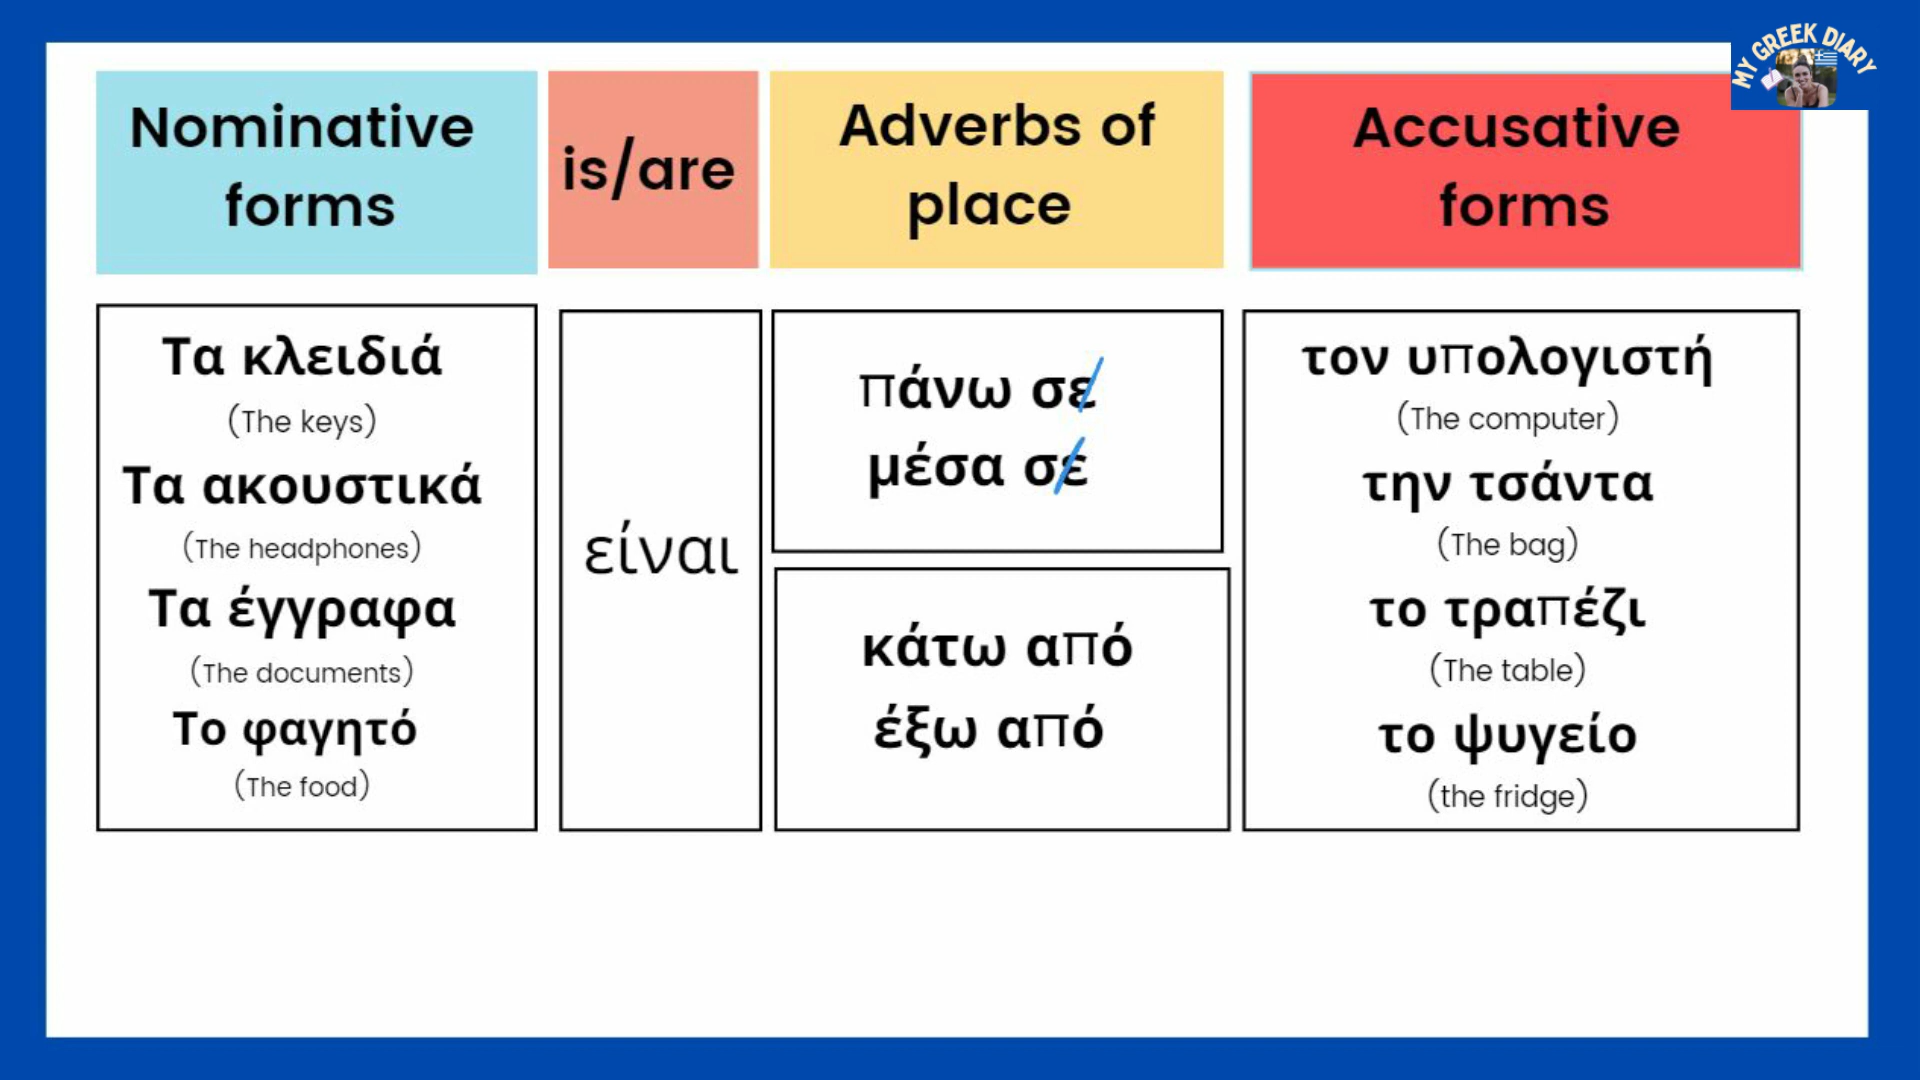 MY GREEK DIARY
Nominative
forms
is/are
Adverbs of
place
Accusative
forms
Τα κλειδιά
(The keys)
Τα ακουστικά
(The headphones)
Τα έγγραφα
(The documents)
Το φαγητό
(The food)
είναι
πάνω σε
μέσα σε
κάτω από
έξω από
τον υπολογιστή
(The computer)
την τσάντα
(The bag)
το τραπέζι
(The table)
το ψυγείο
(the fridge)